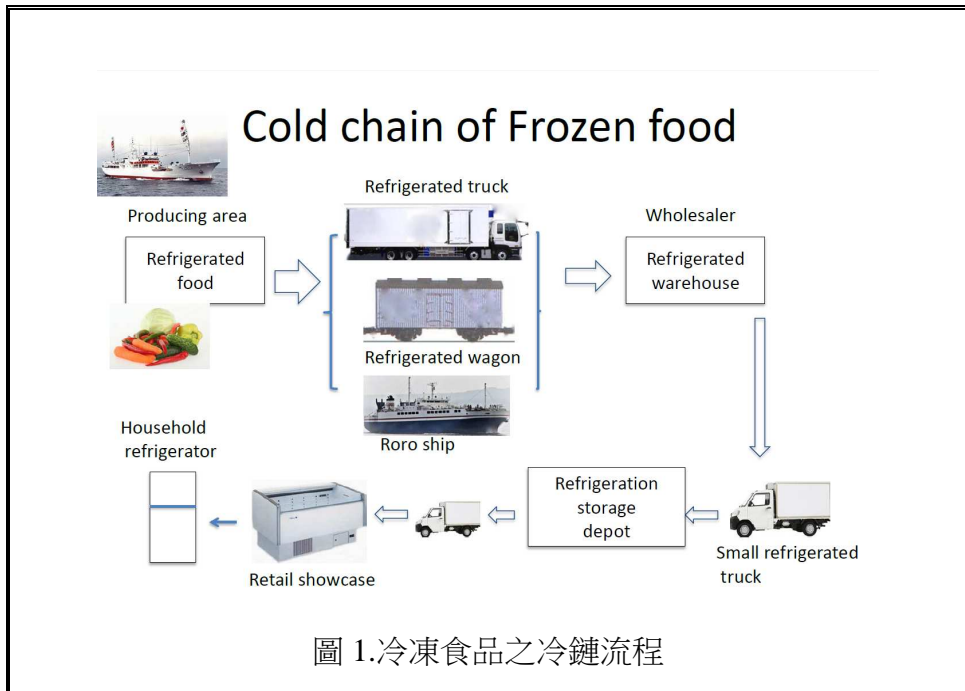 Cold chain of Frozen food
Refrigerated truck
Producing area
Wholesaler
Refrigerated
food
Refrigerated
warehouse
Refrigerated wagon
Roro ship
Household
refrigerator
Refrigeration
storage
depot
Small refrigerated
truck
Retail showcase
圖 1.冷凍食品之冷鏈流程